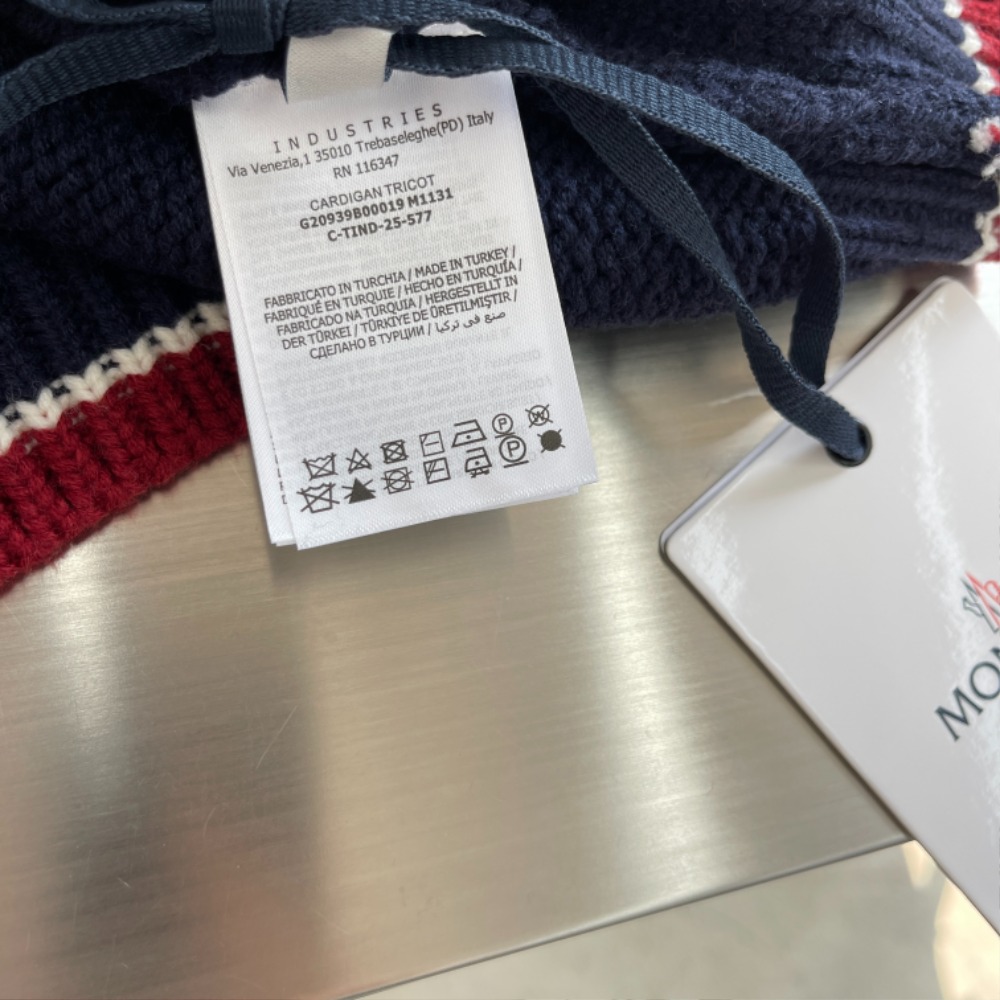 INDUSTRIES
Via Venezia,1 35010 Trebaseleghe(PD) Italy
RN 116347
CARDIGAN TRICOT
G20939B00019 M1131
C-TIND-25-577
FABBRICATO IN TURCHIA / MADE IN TURKEY /
FABRIQUÉ EN TURQUIE / HECHO EN TURQUÍA /
FABRICADO NA TURQUIA / HERGESTELLT IN
DER TÜRKEI / TÜRKİYE DE ÜRETİLMİŞTİR /
СДЕЛАНО В ТУРЦИИ / صنع في تركيا
P W
P
MON